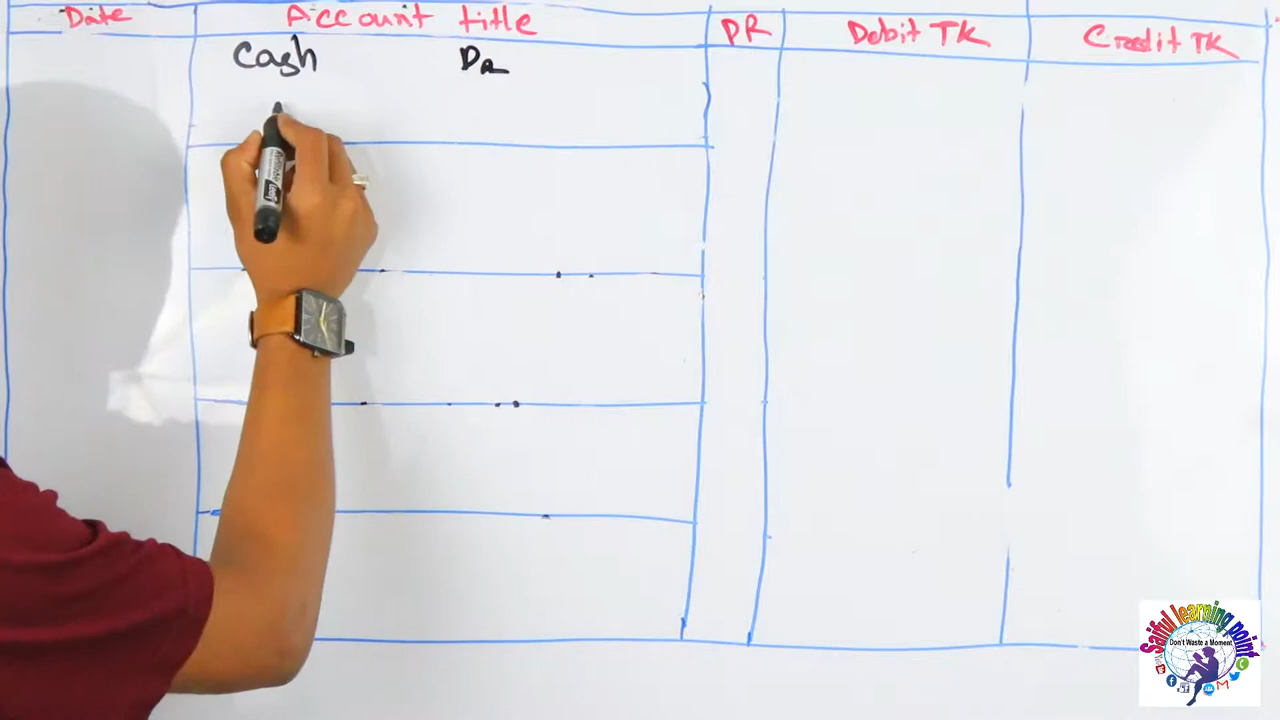 Date Account title PR Debit TK Credit TK
Cash DR
Saiful learning point
Don't Waste a Moment